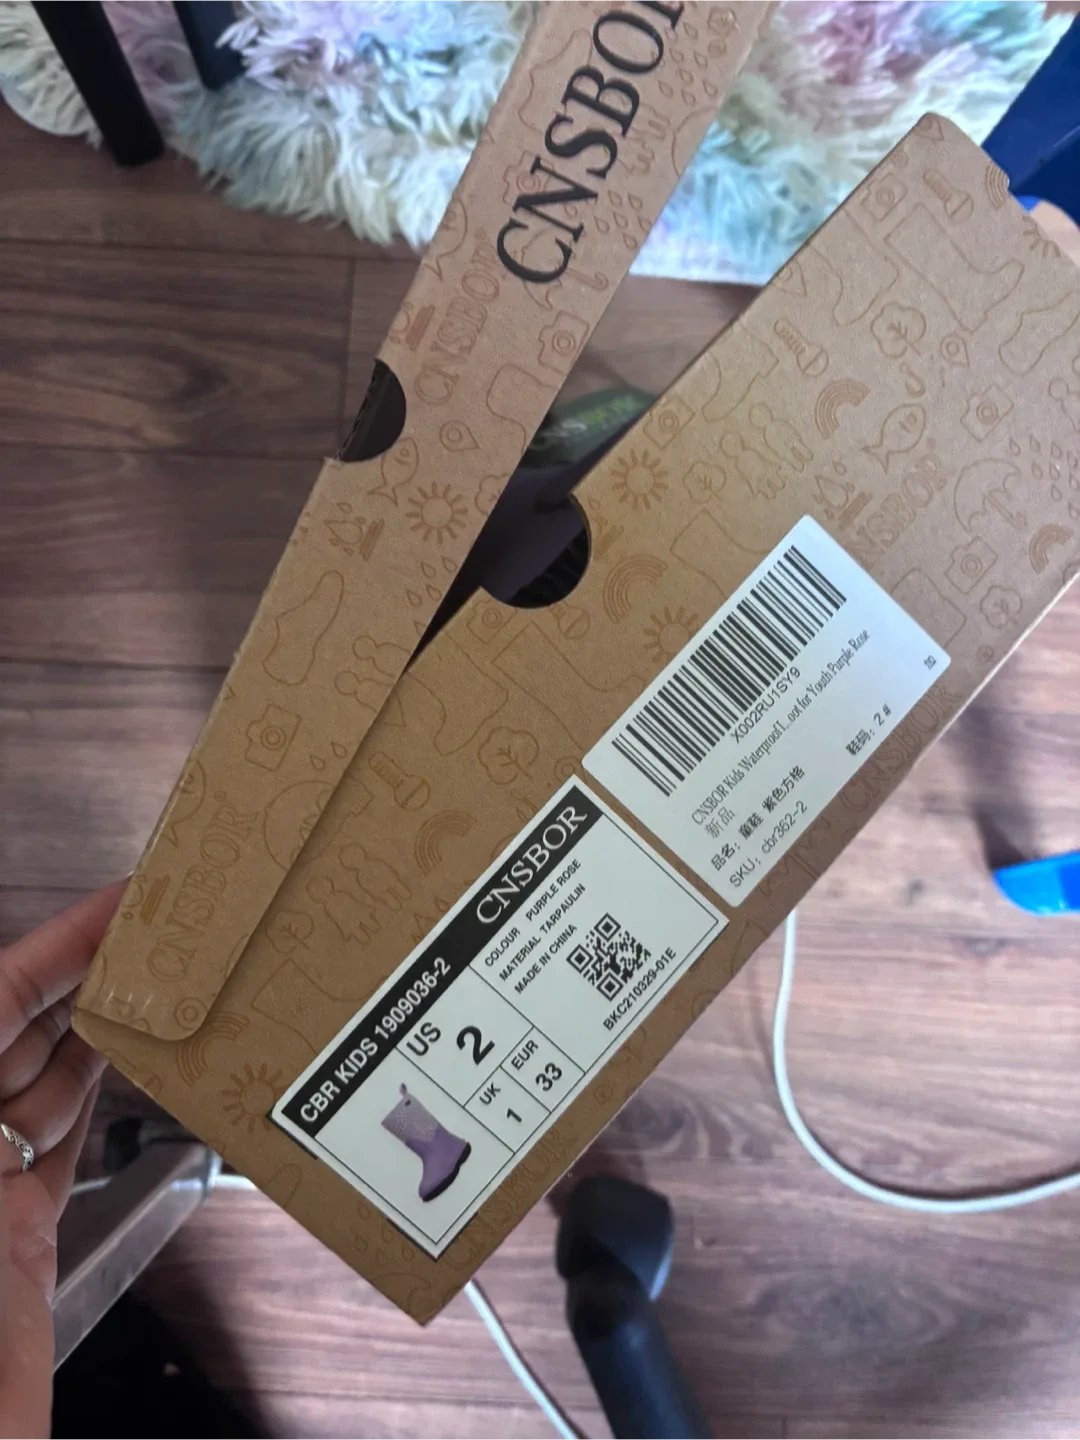 CNSBOR
CNSBOR
CNSBOR
CNSBOR
X002RU1SY9
CNSBOR Kids Waterproof I...oot for Youth Purple Rose
新品
品名: 童鞋 紫色方格
鞋码: 2#
SKU: cbr362-2
CBR KIDS 1909036-2 CNSBOR
US
2
UK
1
EUR
33
COLOUR PURPLE ROSE
MATERIAL TARPAULIN
MADE IN CHINA
BKC210329-01E